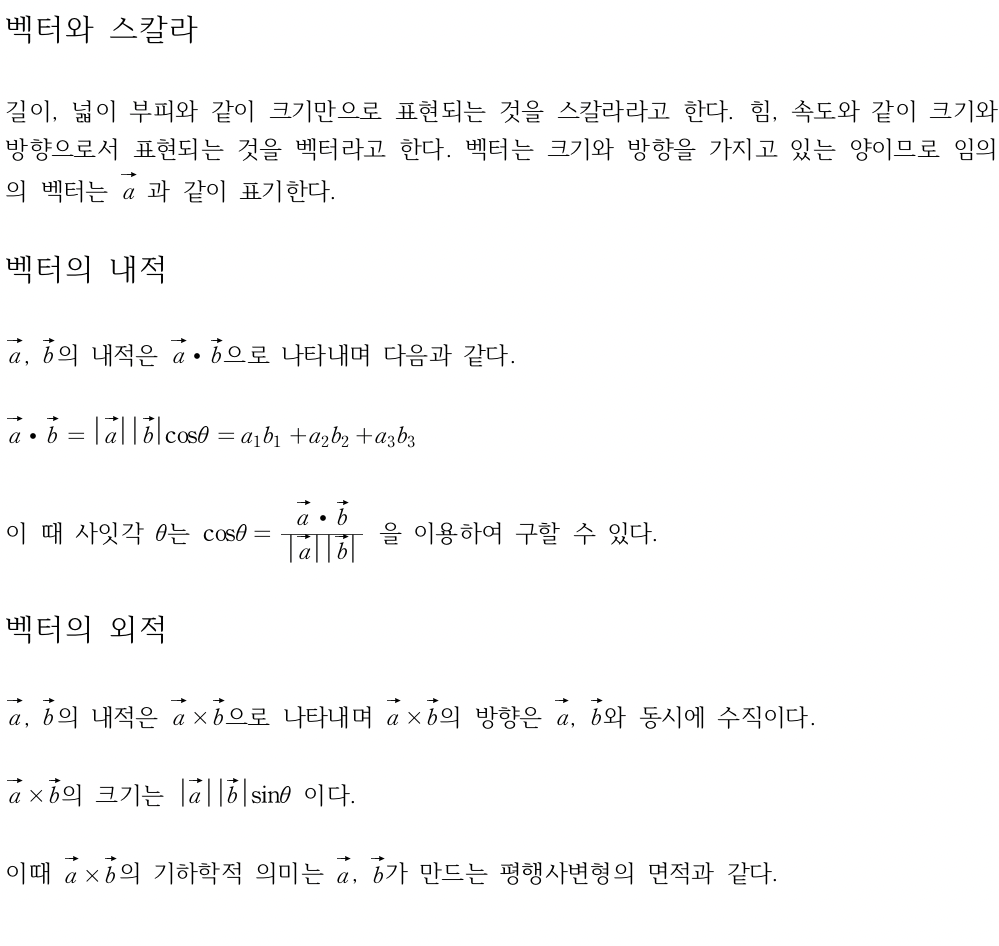 벡터와 스칼라
길이, 넓이 부피와 같이 크기만으로 표현되는 것을 스칼라라고 한다. 힘, 속도와 같이 크기와
방향으로서 표현되는 것을 벡터라고 한다. 벡터는 크기와 방향을 가지고 있는 양이므로 임의
의 벡터는 $\vec{a}$ 과 같이 표기한다.
벡터의 내적
$\vec{a}$, $\vec{b}$의 내적은 $\vec{a} \bullet \vec{b}$으로 나타내며 다음과 같다.
$\vec{a} \bullet \vec{b} = |\vec{a}||\vec{b}|\cos\theta = a_1b_1 + a_2b_2 + a_3b_3$
이 때 사잇각 $\theta$는 $\cos\theta = \frac{\vec{a} \bullet \vec{b}}{|\vec{a}||\vec{b}|}$ 을 이용하여 구할 수 있다.
벡터의 외적
$\vec{a}$, $\vec{b}$의 내적은 $\vec{a} \times \vec{b}$으로 나타내며 $\vec{a} \times \vec{b}$의 방향은 $\vec{a}$, $\vec{b}$와 동시에 수직이다.
$\vec{a} \times \vec{b}$의 크기는 $|\vec{a}||\vec{b}|\sin\theta$ 이다.
이때 $\vec{a} \times \vec{b}$의 기하학적 의미는 $\vec{a}$, $\vec{b}$가 만드는 평행사변형의 면적과 같다.